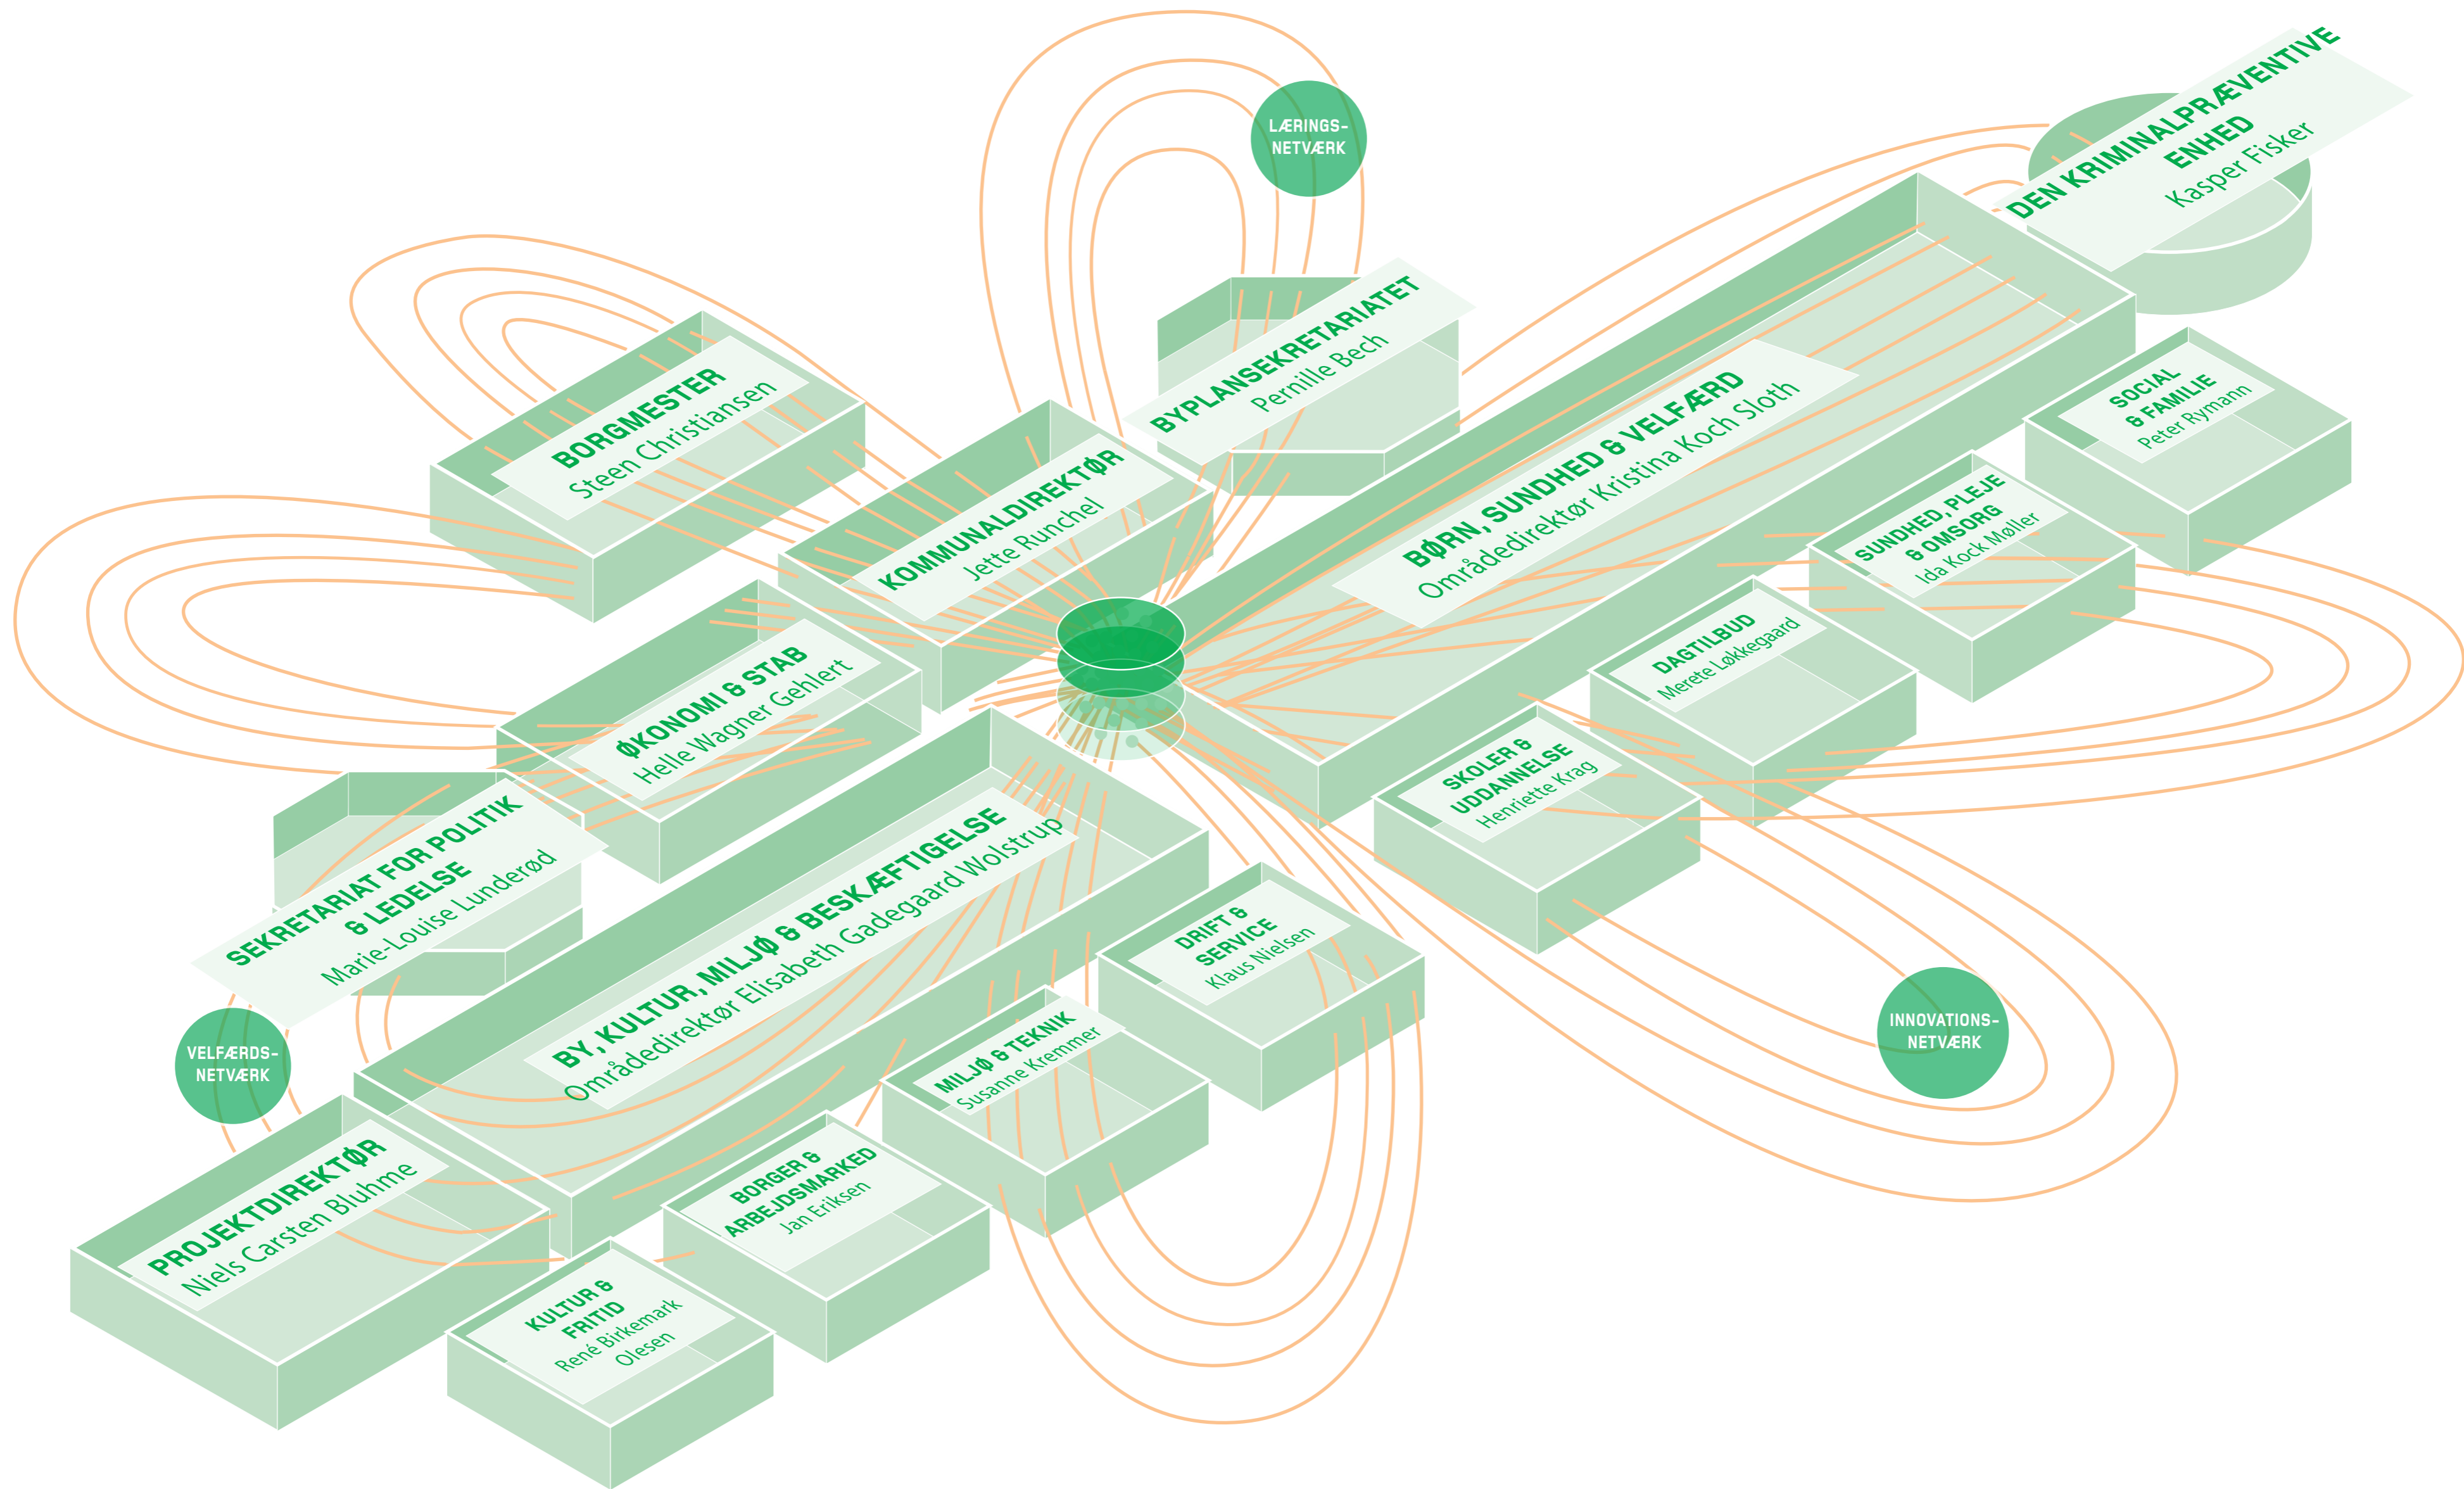 LÆRINGS-
NETVÆRK
DEN KRIMINALPRÆVENTIVE
ENHED
Kasper Fisker
BORGMESTER
Steen Christiansen
BYPLANSEKRETARIATET
Pernille Bech
KOMMUNALDIREKTØR
Jette Runchel
BØRN, SUNDHED & VELFÆRD
Områdedirektør Kristina Koch Sloth
SOCIAL
& FAMILIE
Peter Rymann
SUNDHED, PLEJE
& OMSORG
Ida Kock Møller
DAGTILBUD
Merete Løkkegaard
SKOLER &
UDDANNELSE
Henriette Krag
ØKONOMI & STAB
Helle Wagner Gehlert
SEKRETARIAT FOR POLITIK
& LEDELSE
Marie-Louise Lunderød
BY, KULTUR, MILJØ & BESKÆFTIGELSE
Områdedirektør Elisabeth Gadegaard Wolstrup
DRIFT &
SERVICE
Klaus Nielsen
MILJØ & TEKNIK
Susanne Kremmer
BORGER &
ARBEJDSMARKED
Jan Eriksen
KULTUR &
FRITID
René Birkemark
Olesen
VELFÆRDS-
NETVÆRK
INNOVATIONS-
NETVÆRK
PROJEKTDIREKTØR
Niels Carsten Bluhme